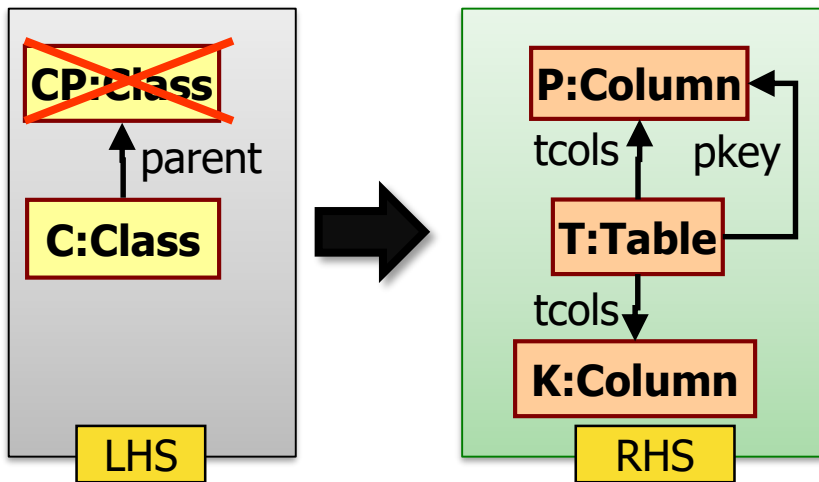 CP:Class
parent
C:Class
LHS
P:Column
tcols
pkey
T:Table
tcols
K:Column
RHS